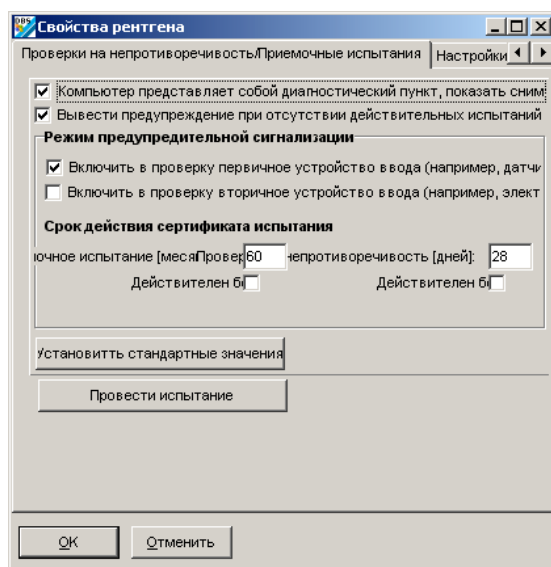 DBS Свойства рентгена
Проверки на непротиворечивость/Приемочные испытания Настройки
Компьютер представляет собой диагностический пункт, показать сним
Вывести предупреждение при отсутствии действительных испытаний
Режим предупредительной сигнализации
Включить в проверку первичное устройство ввода (например, датчи
Включить в проверку вторичное устройство ввода (например, элект
Срок действия сертификата испытания
очное испытание [меся Провер 60 непротиворечивость [дней]: 28
Действителен б Действителен б
Установитть стандартные значения
Провести испытание
OK Отменить